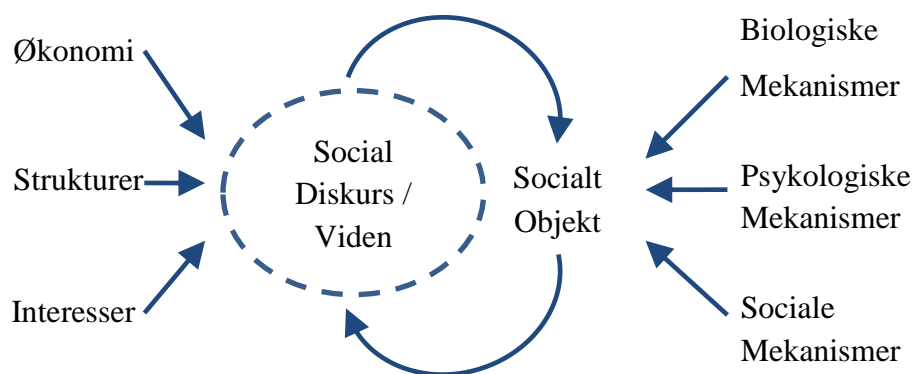 Økonomi
Strukturer
Interesser
Social
Diskurs /
Viden
Socialt
Objekt
Biologiske
Mekanismer
Psykologiske
Mekanismer
Sociale
Mekanismer